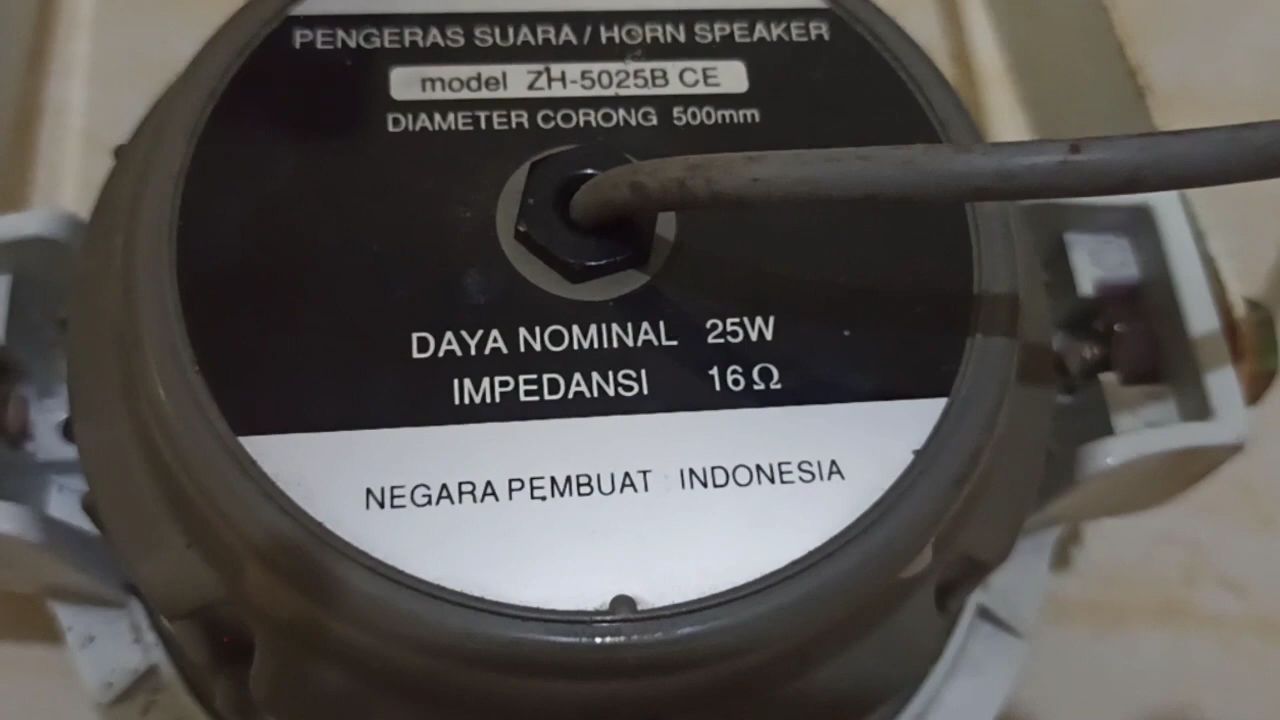 PENGERAS SUARA / HORN SPEAKER
model ZH-5025B CE
DIAMETER CORONG 500mm
DAYA NOMINAL 25W
IMPEDANSI 16Ω
NEGARA PEMBUAT INDONESIA